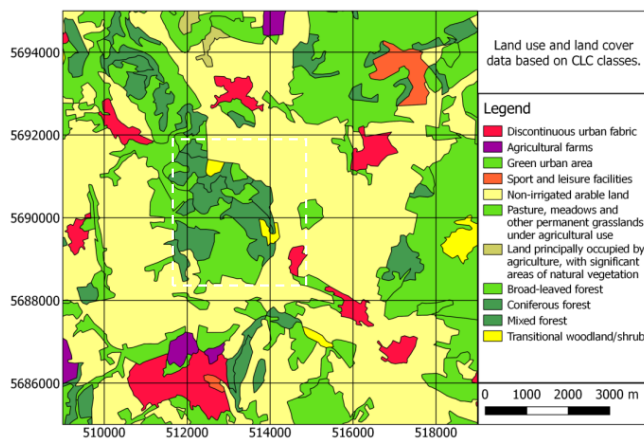 5694000
5692000
5690000
5688000
5686000
510000 512000 514000 516000 518000
Land use and land cover
data based on CLC classes.
Legend
Discontinuous urban fabric
Agricultural farms
Green urban area
Sport and leisure facilities
Non-irrigated arable land
Pasture, meadows and
other permanent grasslands
under agricultural use
Land principally occupied by
agriculture, with significant
areas of natural vegetation
Broad-leaved forest
Coniferous forest
Mixed forest
Transitional woodland/shrub
0 1000 2000 3000 m